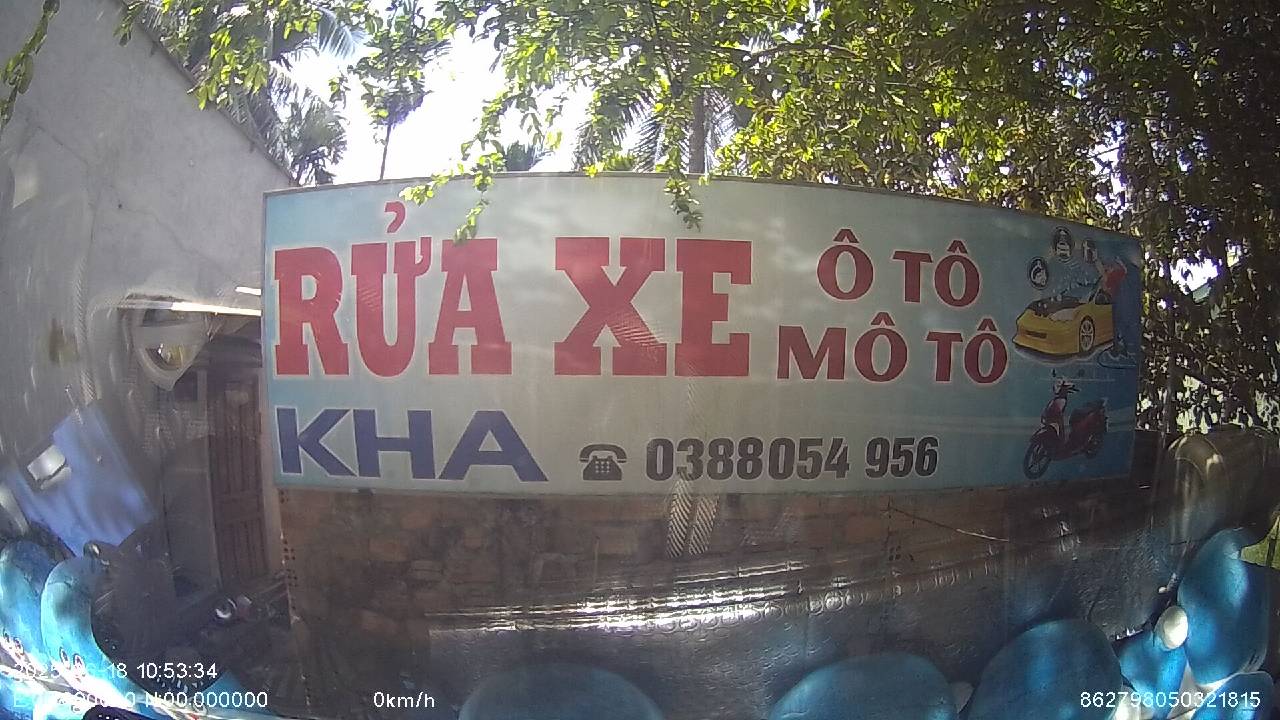 RỬA XE
Ô TÔ
MÔ TÔ
KHA
0388054 956
10:53:34
0km/h
862798050321815